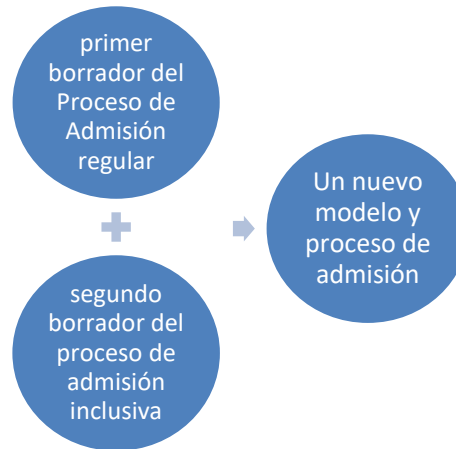 primer
borrador del
Proceso de
Admisión
regular
segundo
borrador del
proceso de
admisión
inclusiva
Un nuevo
modelo y
proceso de
admisión